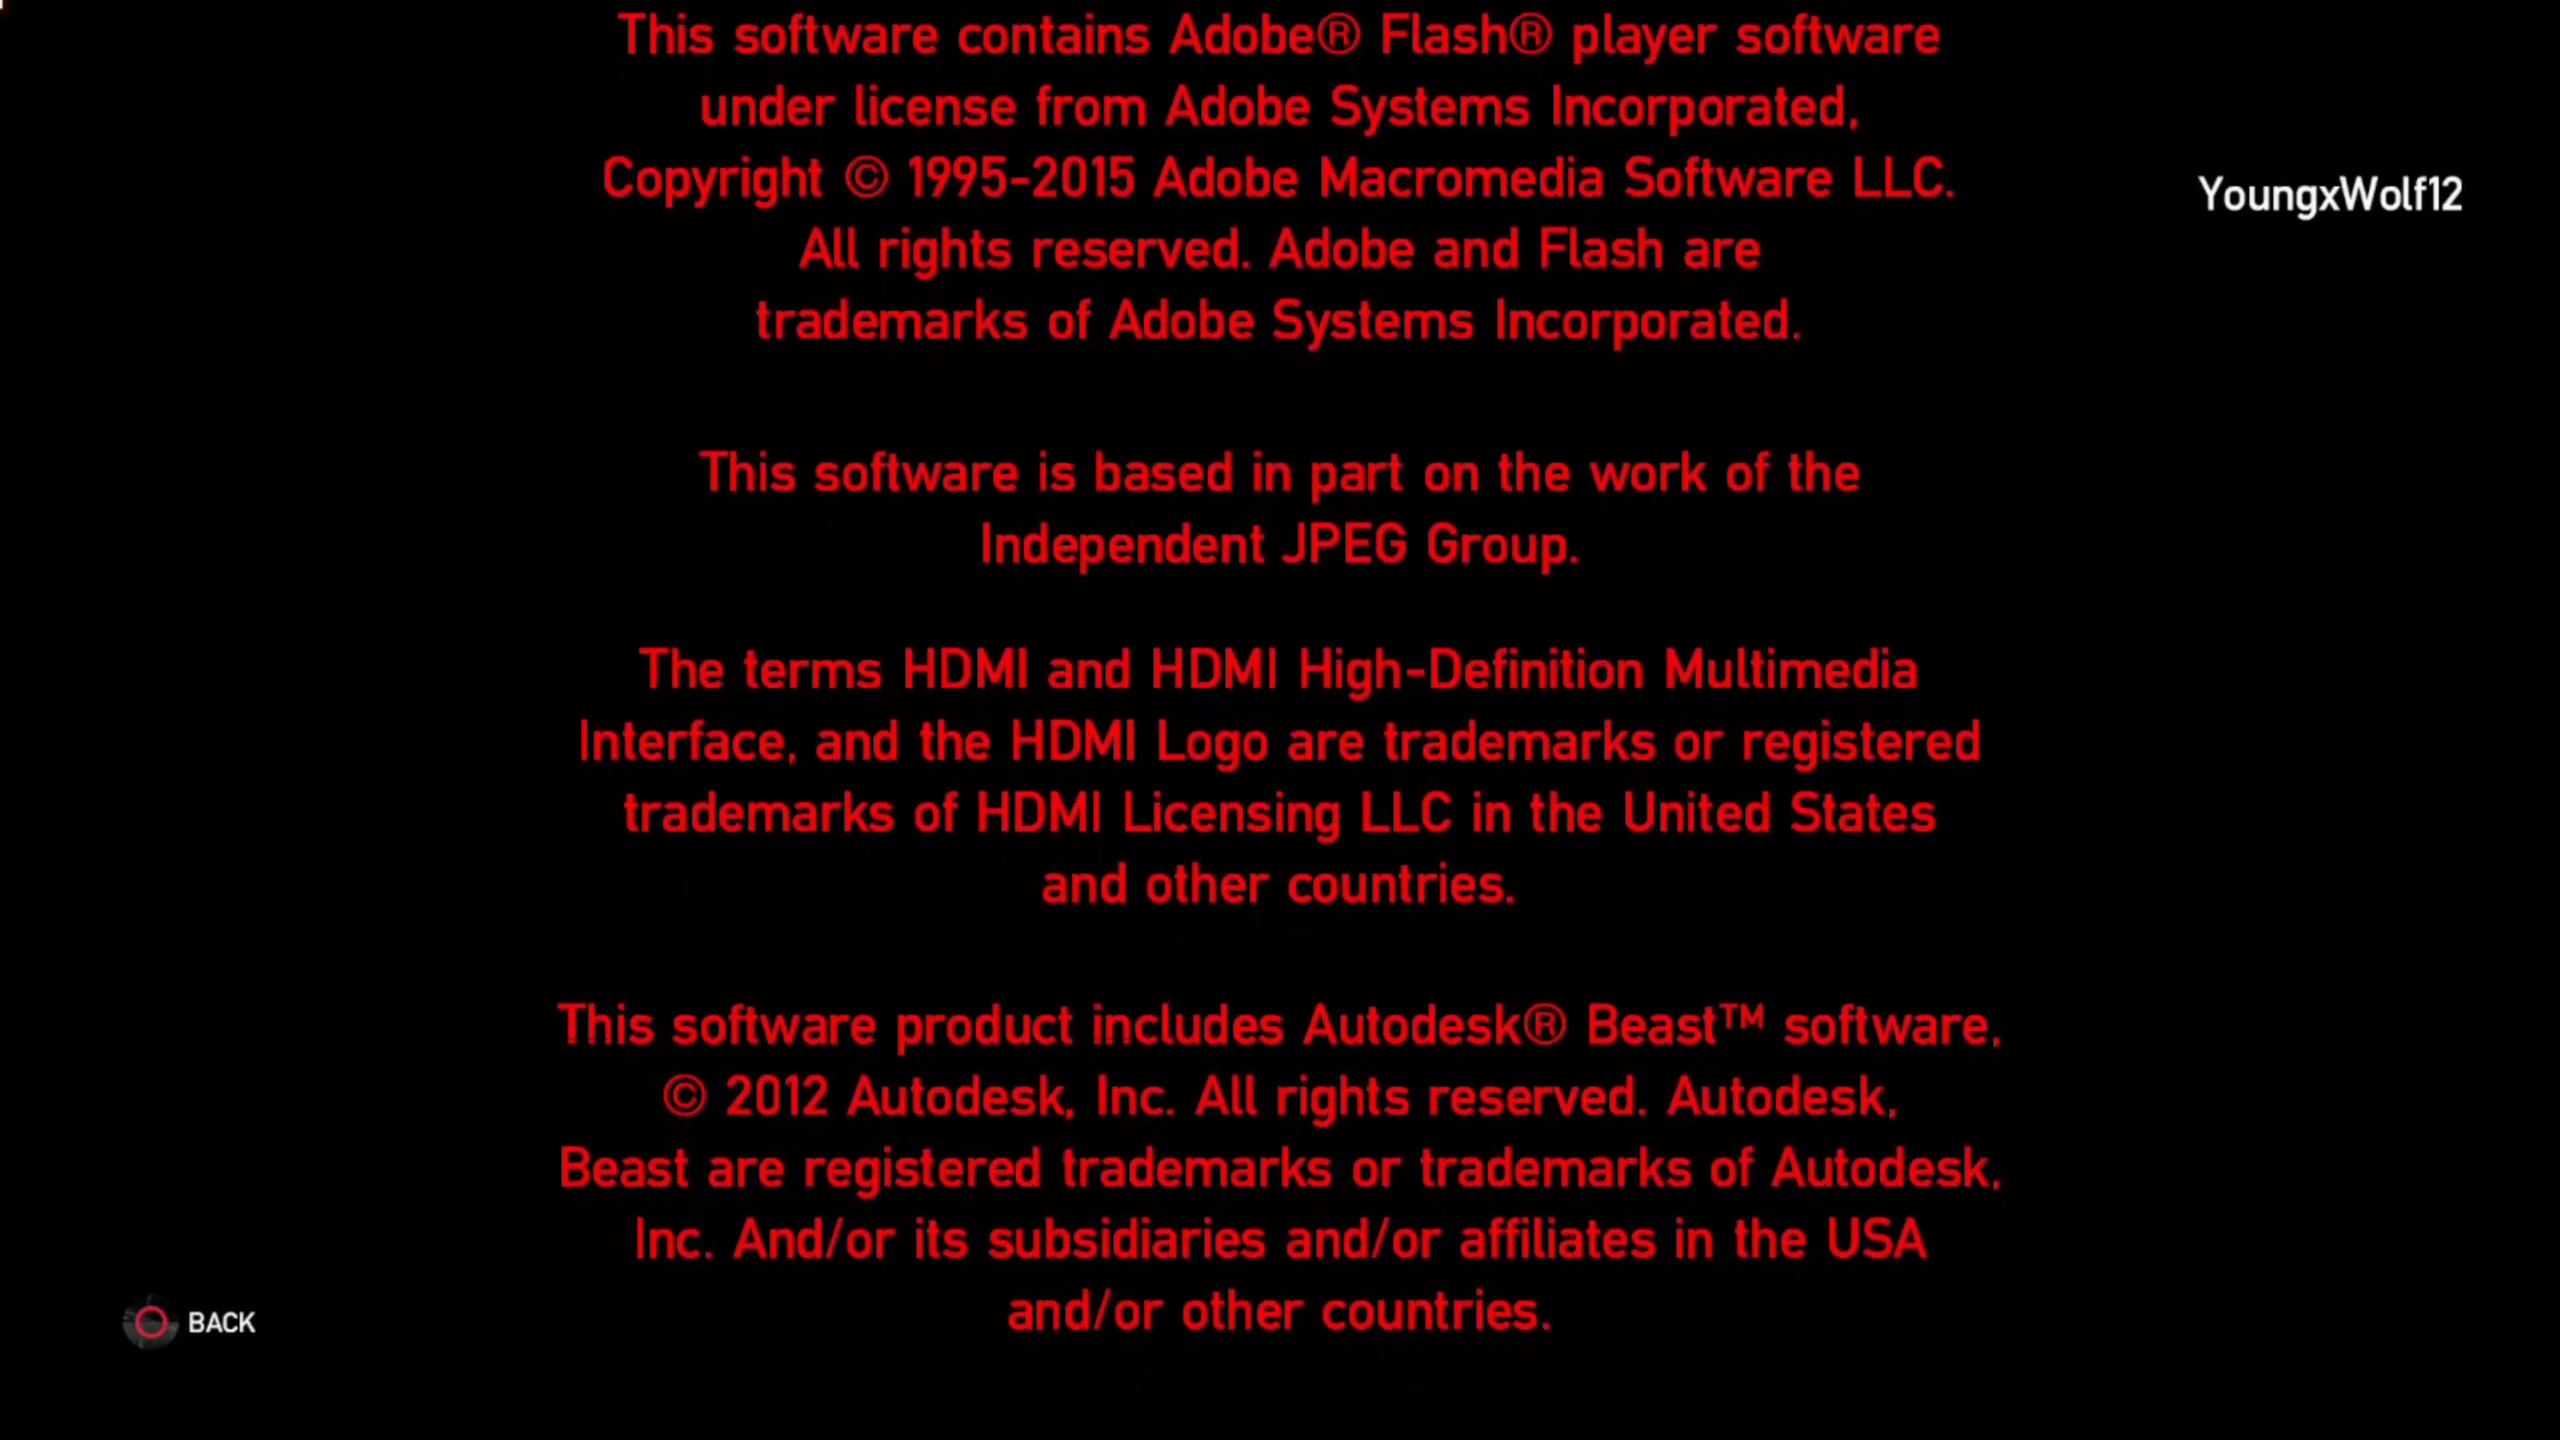 This software contains Adobe® Flash® player software
under license from Adobe Systems Incorporated,
Copyright © 1995-2015 Adobe Macromedia Software LLC.
All rights reserved. Adobe and Flash are
trademarks of Adobe Systems Incorporated.
YoungxWolf12
This software is based in part on the work of the
Independent JPEG Group.
The terms HDMI and HDMI High-Definition Multimedia
Interface, and the HDMI Logo are trademarks or registered
trademarks of HDMI Licensing LLC in the United States
and other countries.
This software product includes Autodesk® Beast™ software,
© 2012 Autodesk, Inc. All rights reserved. Autodesk,
Beast are registered trademarks or trademarks of Autodesk,
Inc. And/or its subsidiaries and/or affiliates in the USA
and/or other countries.
BACK